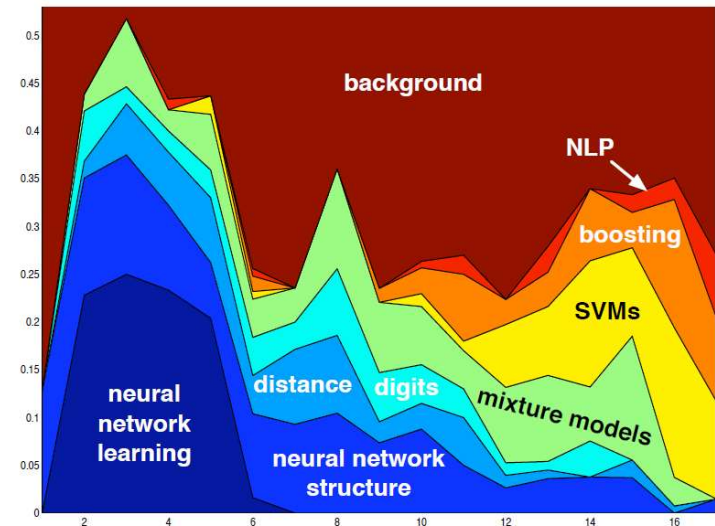 0.5
0.45
0.4
0.35
0.3
0.25
0.2
0.15
0.1
0.05
0
background
NLP
boosting
SVMs
mixture models
distance
digits
neural
network
learning
neural network
structure
2 4 6 8 10 12 14 16